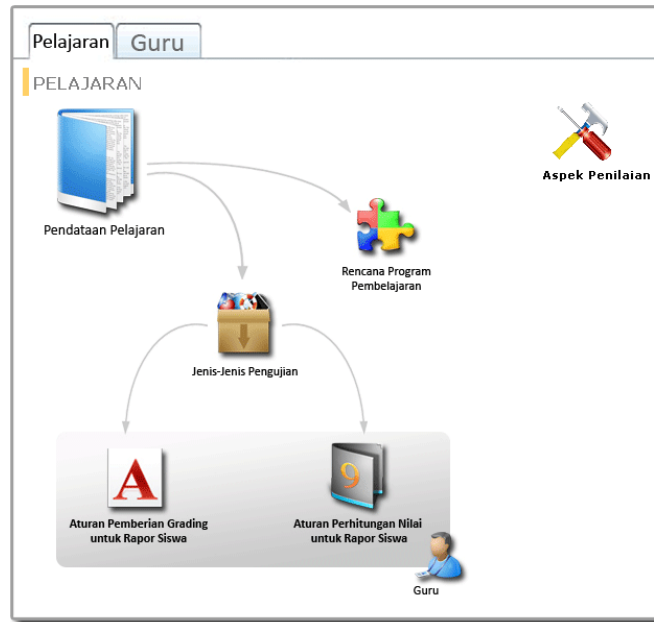 Pelajaran
Guru
PELAJARAN
Aspek Penilaian
Pendataan Pelajaran
Rencana Program
Pembelajaran
Jenis-Jenis Pengujian
A
9
Aturan Pemberian Grading
untuk Rapor Siswa
Aturan Perhitungan Nilai
untuk Rapor Siswa
Guru